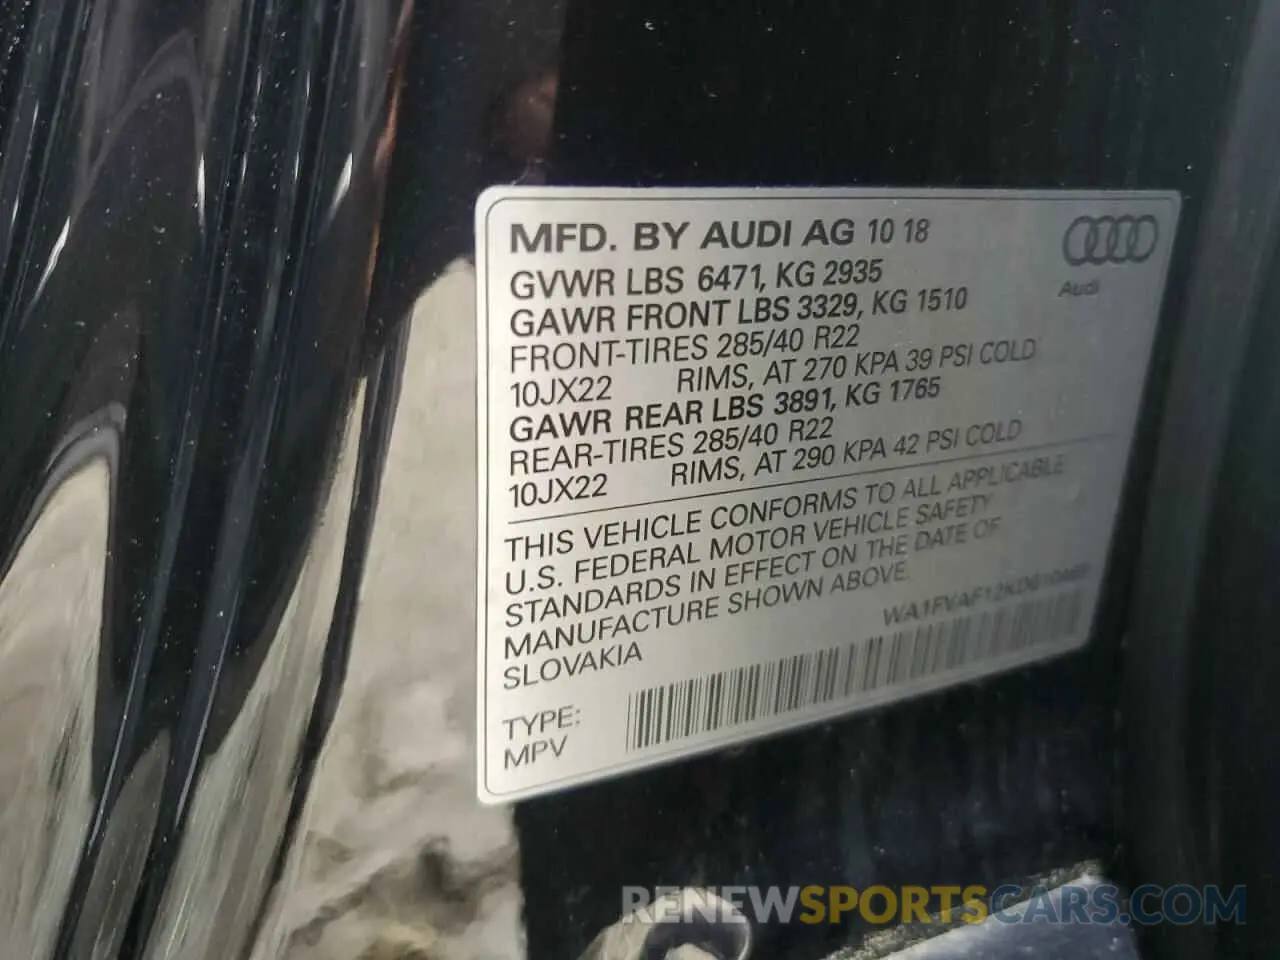 MFD. BY AUDI AG 10 18
Audi
GVWR LBS 6471, KG 2935
GAWR FRONT LBS 3329, KG 1510
FRONT-TIRES 285/40 R22
10JX22 RIMS, AT 270 KPA 39 PSI COLD
GAWR REAR LBS 3891, KG 1765
REAR-TIRES 285/40 R22
10JX22 RIMS, AT 290 KPA 42 PSI COLD
THIS VEHICLE CONFORMS TO ALL APPLICABLE
U.S. FEDERAL MOTOR VEHICLE SAFETY
STANDARDS IN EFFECT ON THE DATE OF
MANUFACTURE SHOWN ABOVE.
SLOVAKIA
TYPE:
MPV
RENEWSPORTSCARS.COM